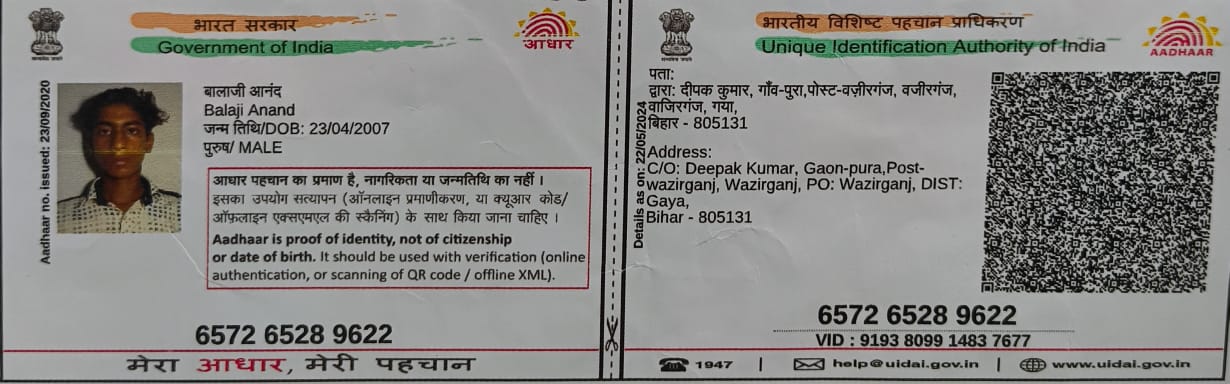 भारत सरकार
Government of India
आधार
Aadhaar no. issued: 23/09/2020
बालाजी आनंद
Balaji Anand
जन्म तिथि/DOB: 23/04/2007
पुरुष/ MALE
आधार पहचान का प्रमाण है, नागरिकता या जन्मतिथि का नहीं ।
इसका उपयोग सत्यापन (ऑनलाइन प्रमाणीकरण, या क्यूआर कोड/
ऑफ़लाइन एक्सएमएल की स्कैनिंग) के साथ किया जाना चाहिए ।
Aadhaar is proof of identity, not of citizenship
or date of birth. It should be used with verification (online
authentication, or scanning of QR code / offline XML).
6572 6528 9622
मेरा आधार, मेरी पहचान
भारतीय विशिष्ट पहचान प्राधिकरण
Unique Identification Authority of India
AADHAAR
Details as on: 22/05/2024
पता:
द्वारा: दीपक कुमार, गाँव-पुरा,पोस्ट-वज़ीरगंज, वजीरगंज,
वाजिरगंज, गया,
बिहार - 805131
Address:
C/O: Deepak Kumar, Gaon-pura,Post-
wazirganj, Wazirganj, PO: Wazirganj, DIST:
Gaya,
Bihar - 805131
6572 6528 9622
VID : 9193 8099 1483 7677
1947 | help@uidai.gov.in | www.uidai.gov.in